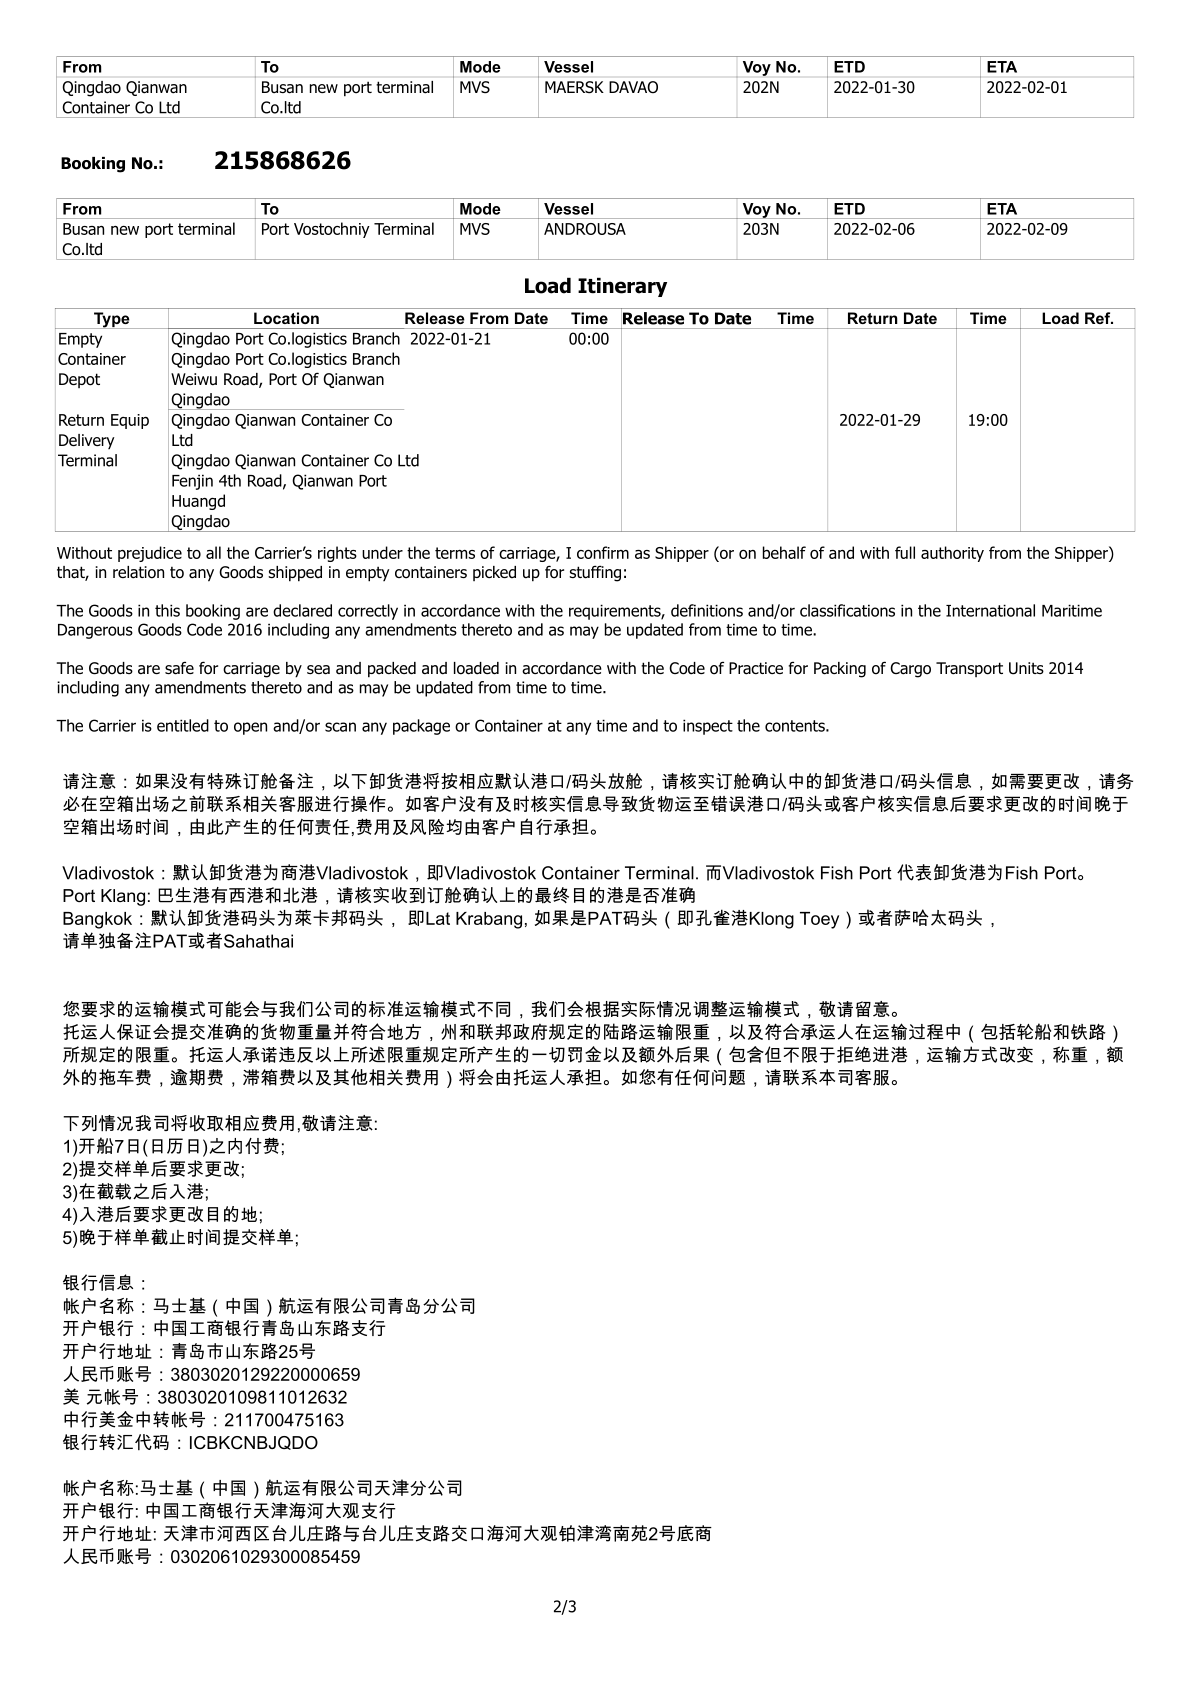 From To Mode Vessel Voy No. ETD ETA
Qingdao Qianwan Busan new port terminal MVS MAERSK DAVAO 202N 2022-01-30 2022-02-01
Container Co Ltd Co.ltd
Booking No.: 215868626
From To Mode Vessel Voy No. ETD ETA
Busan new port terminal Port Vostochniy Terminal MVS ANDROUSA 203N 2022-02-06 2022-02-09
Co.ltd
Load Itinerary
Type Location Release From Date Time Release To Date Time Return Date Time Load Ref.
Empty Qingdao Port Co.logistics Branch 2022-01-21 00:00
Container Qingdao Port Co.logistics Branch
Depot Weiwu Road, Port Of Qianwan
Qingdao
Return Equip Qingdao Qianwan Container Co 2022-01-29 19:00
Delivery Ltd
Terminal Qingdao Qianwan Container Co Ltd
Fenjin 4th Road, Qianwan Port
Huangd
Qingdao
Without prejudice to all the Carrier’s rights under the terms of carriage, I confirm as Shipper (or on behalf of and with full authority from the Shipper)
that, in relation to any Goods shipped in empty containers picked up for stuffing:
The Goods in this booking are declared correctly in accordance with the requirements, definitions and/or classifications in the International Maritime
Dangerous Goods Code 2016 including any amendments thereto and as may be updated from time to time.
The Goods are safe for carriage by sea and packed and loaded in accordance with the Code of Practice for Packing of Cargo Transport Units 2014
including any amendments thereto and as may be updated from time to time.
The Carrier is entitled to open and/or scan any package or Container at any time and to inspect the contents.
请注意：如果没有特殊订舱备注，以下卸货港将按相应默认港口/码头放舱，请核实订舱确认中的卸货港口/码头信息，如需要更改，请务
必在空箱出场之前联系相关客服进行操作。如客户没有及时核实信息导致货物运至错误港口/码头或客户核实信息后要求更改的时间晚于
空箱出场时间，由此产生的任何责任,费用及风险均由客户自行承担。
Vladivostok：默认卸货港为商港Vladivostok，即Vladivostok Container Terminal. 而Vladivostok Fish Port 代表卸货港为Fish Port。
Port Klang: 巴生港有西港和北港，请核实收到订舱确认上的最终目的港是否准确
Bangkok：默认卸货港码头为莱卡邦码头， 即Lat Krabang, 如果是PAT码头（即孔雀港Klong Toey）或者萨哈太码头，
请单独备注PAT或者Sahathai
您要求的运输模式可能会与我们公司的标准运输模式不同，我们会根据实际情况调整运输模式，敬请留意。
托运人保证会提交准确的货物重量并符合地方，州和联邦政府规定的陆路运输限重，以及符合承运人在运输过程中（包括轮船和铁路）
所规定的限重。托运人承诺违反以上所述限重规定所产生的一切罚金以及额外后果（包含但不限于拒绝进港，运输方式改变，称重，额
外的拖车费，逾期费，滞箱费以及其他相关费用）将会由托运人承担。如您有任何问题，请联系本司客服。
下列情况我司将收取相应费用,敬请注意:
1)开船7日(日历日)之内付费;
2)提交样单后要求更改;
3)在截载之后入港;
4)入港后要求更改目的地;
5)晚于样单截止时间提交样单;
银行信息：
帐户名称：马士基（中国）航运有限公司青岛分公司
开户银行：中国工商银行青岛山东路支行
开户行地址：青岛市山东路25号
人民币账号：3803020129220000659
美 元帐号：3803020109811012632
中行美金中转帐号：211700475163
银行转汇代码：ICBKCNBJQDO
帐户名称:马士基（中国）航运有限公司天津分公司
开户银行: 中国工商银行天津海河大观支行
开户行地址: 天津市河西区台儿庄路与台儿庄支路交口海河大观铂津湾南苑2号底商
人民币账号：0302061029300085459
2/3